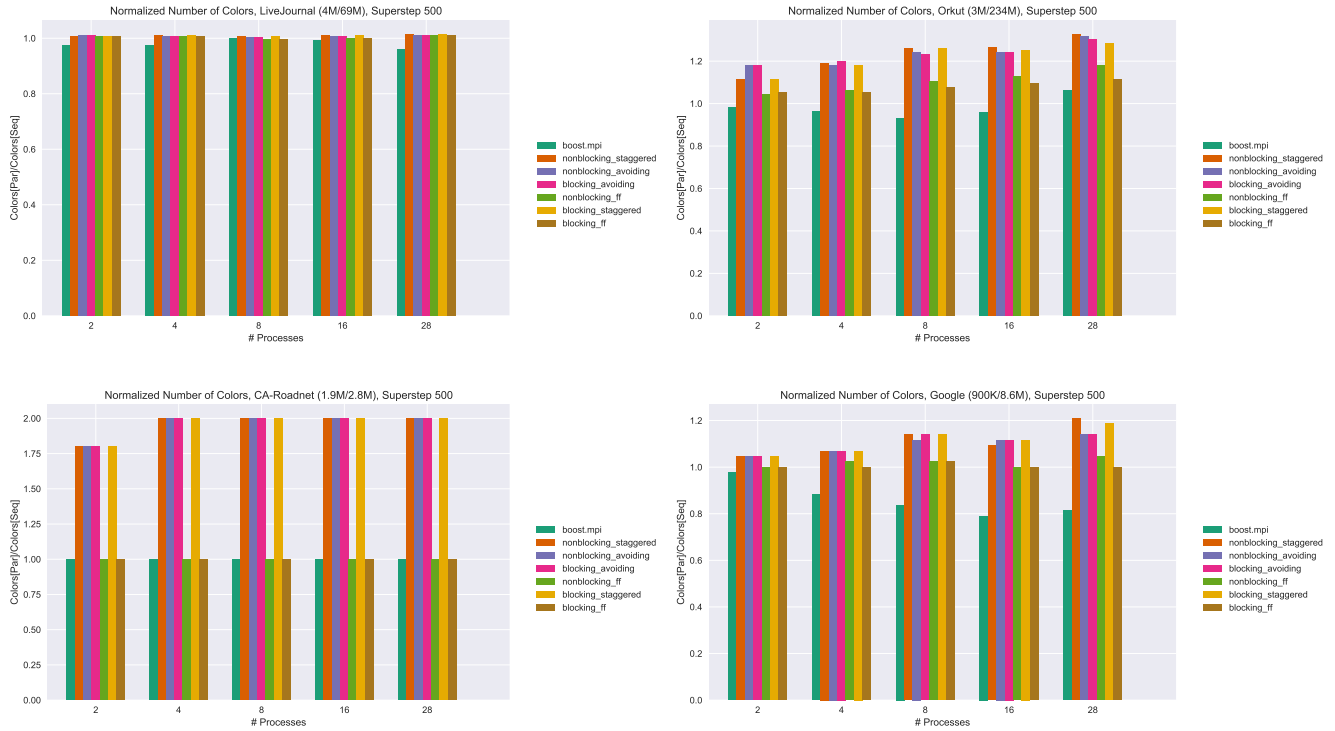 Normalized Number of Colors, LiveJournal (4M/69M), Superstep 500
Colors[Par]/Colors[Seq]
1.0
0.8
0.6
0.4
0.2
0.0
2 4 8 16 28
# Processes
boost.mpi
nonblocking_staggered
nonblocking_avoiding
blocking_avoiding
nonblocking_ff
blocking_staggered
blocking_ff
Normalized Number of Colors, Orkut (3M/234M), Superstep 500
Colors[Par]/Colors[Seq]
1.2
1.0
0.8
0.6
0.4
0.2
0.0
2 4 8 16 28
# Processes
boost.mpi
nonblocking_staggered
nonblocking_avoiding
blocking_avoiding
nonblocking_ff
blocking_staggered
blocking_ff
Normalized Number of Colors, CA-Roadnet (1.9M/2.8M), Superstep 500
Colors[Par]/Colors[Seq]
2.00
1.75
1.50
1.25
1.00
0.75
0.50
0.25
0.00
2 4 8 16 28
# Processes
boost.mpi
nonblocking_staggered
nonblocking_avoiding
blocking_avoiding
nonblocking_ff
blocking_staggered
blocking_ff
Normalized Number of Colors, Google (900K/8.6M), Superstep 500
Colors[Par]/Colors[Seq]
1.2
1.0
0.8
0.6
0.4
0.2
0.0
2 4 8 16 28
# Processes
boost.mpi
nonblocking_staggered
nonblocking_avoiding
blocking_avoiding
nonblocking_ff
blocking_staggered
blocking_ff